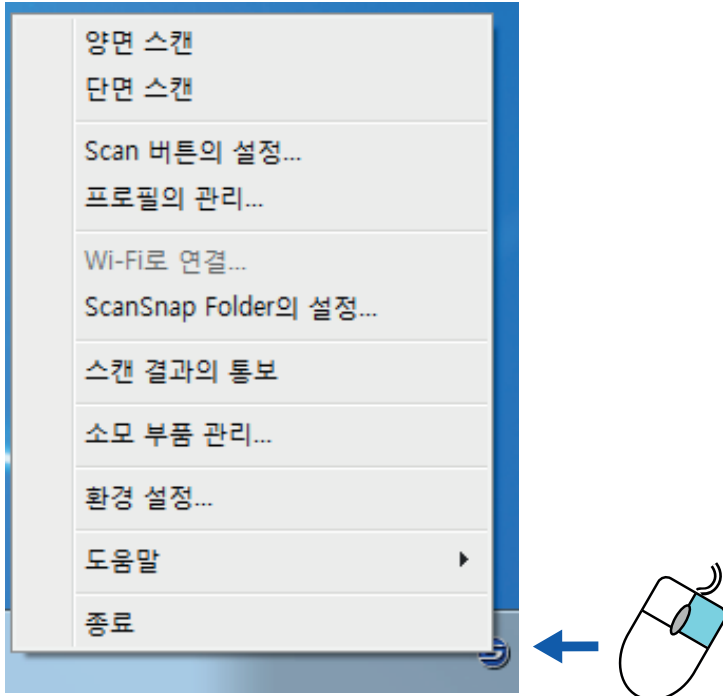 양면 스캔
단면 스캔
Scan 버튼의 설정...
프로필의 관리...
Wi-Fi로 연결...
ScanSnap Folder의 설정...
스캔 결과의 통보
소모 부품 관리...
환경 설정...
도움말
종료